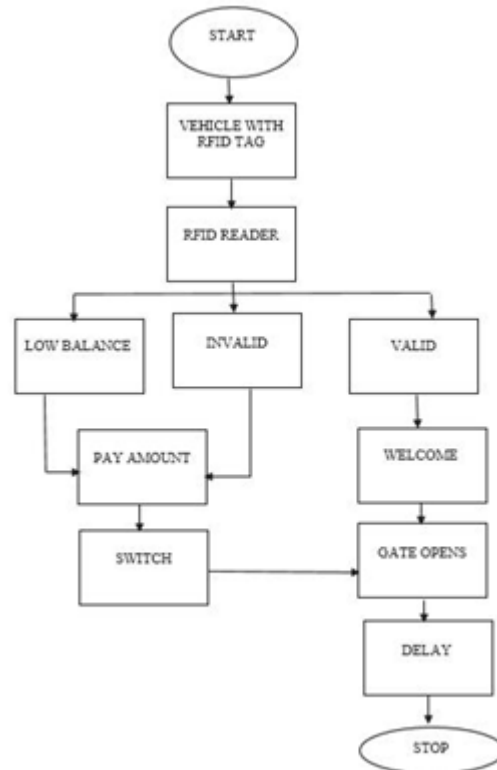 START
VEHICLE WITH
RFID TAG
RFID READER
LOW BALANCE
INVALID
VALID
PAY AMOUNT
WELCOME
SWITCH
GATE OPENS
DELAY
STOP